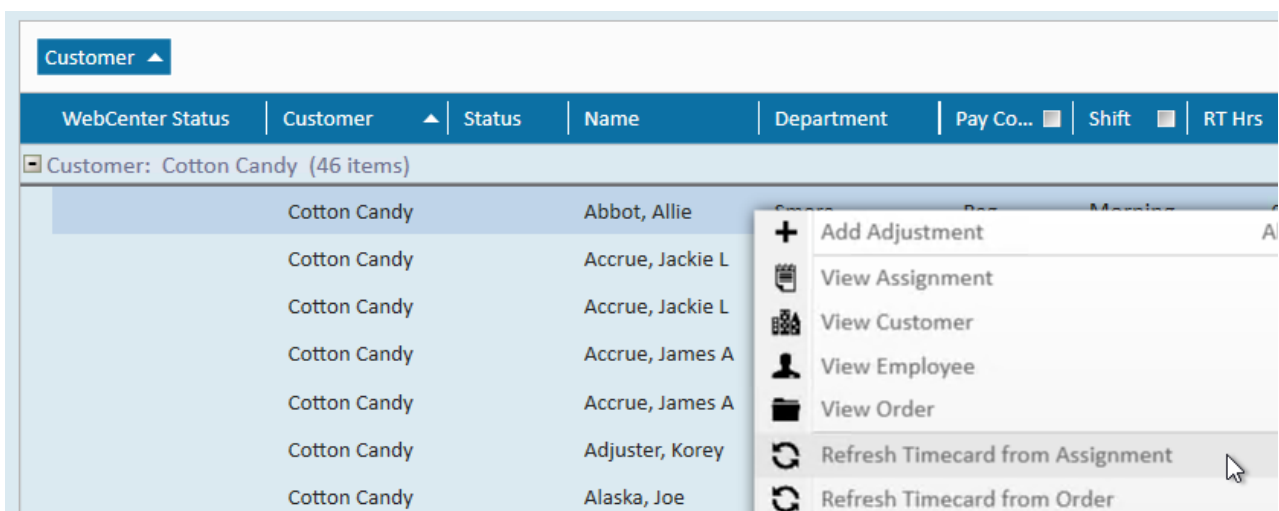 Customer
WebCenter Status Customer Status Name Department Pay Co... Shift RT Hrs
Customer: Cotton Candy (46 items)
Cotton Candy Abbot, Allie
Add Adjustment
Cotton Candy Accrue, Jackie L
View Assignment
Cotton Candy Accrue, Jackie L
View Customer
Cotton Candy Accrue, James A
View Employee
Cotton Candy Accrue, James A
View Order
Cotton Candy Adjuster, Korey
Refresh Timecard from Assignment
Cotton Candy Alaska, Joe
Refresh Timecard from Order